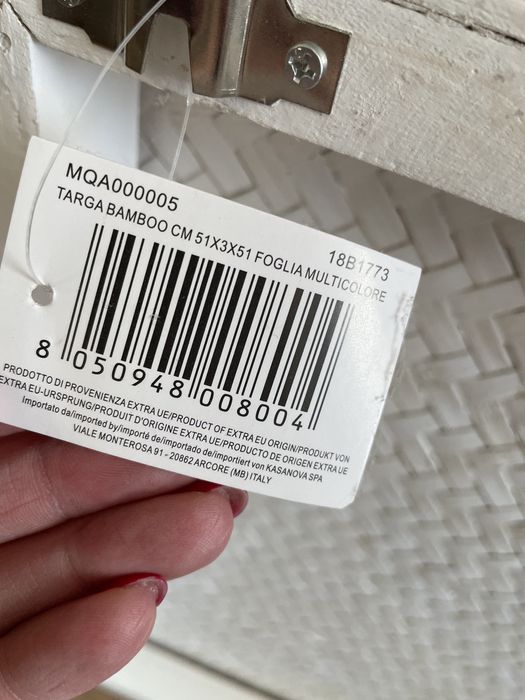 MQA000005
18B1773
TARGA BAMBOO CM 51X3X51 FOGLIA MULTICOLORE
8 050948 008004
PRODOTTO DI PROVENIENZA EXTRA UE/PRODUCT OF EXTRA EU ORIGIN/PRODUKT VON
EXTRA EU-URSPRUNG/PRODUIT D'ORIGINE EXTRA UE/PRODUCTO DE ORIGEN EXTRA UE
Importato da/imported by/importé de/importado de/importiert von KASANOVA SPA
VIALE MONTEROSA 91 - 20862 ARCORE (MB) ITALY